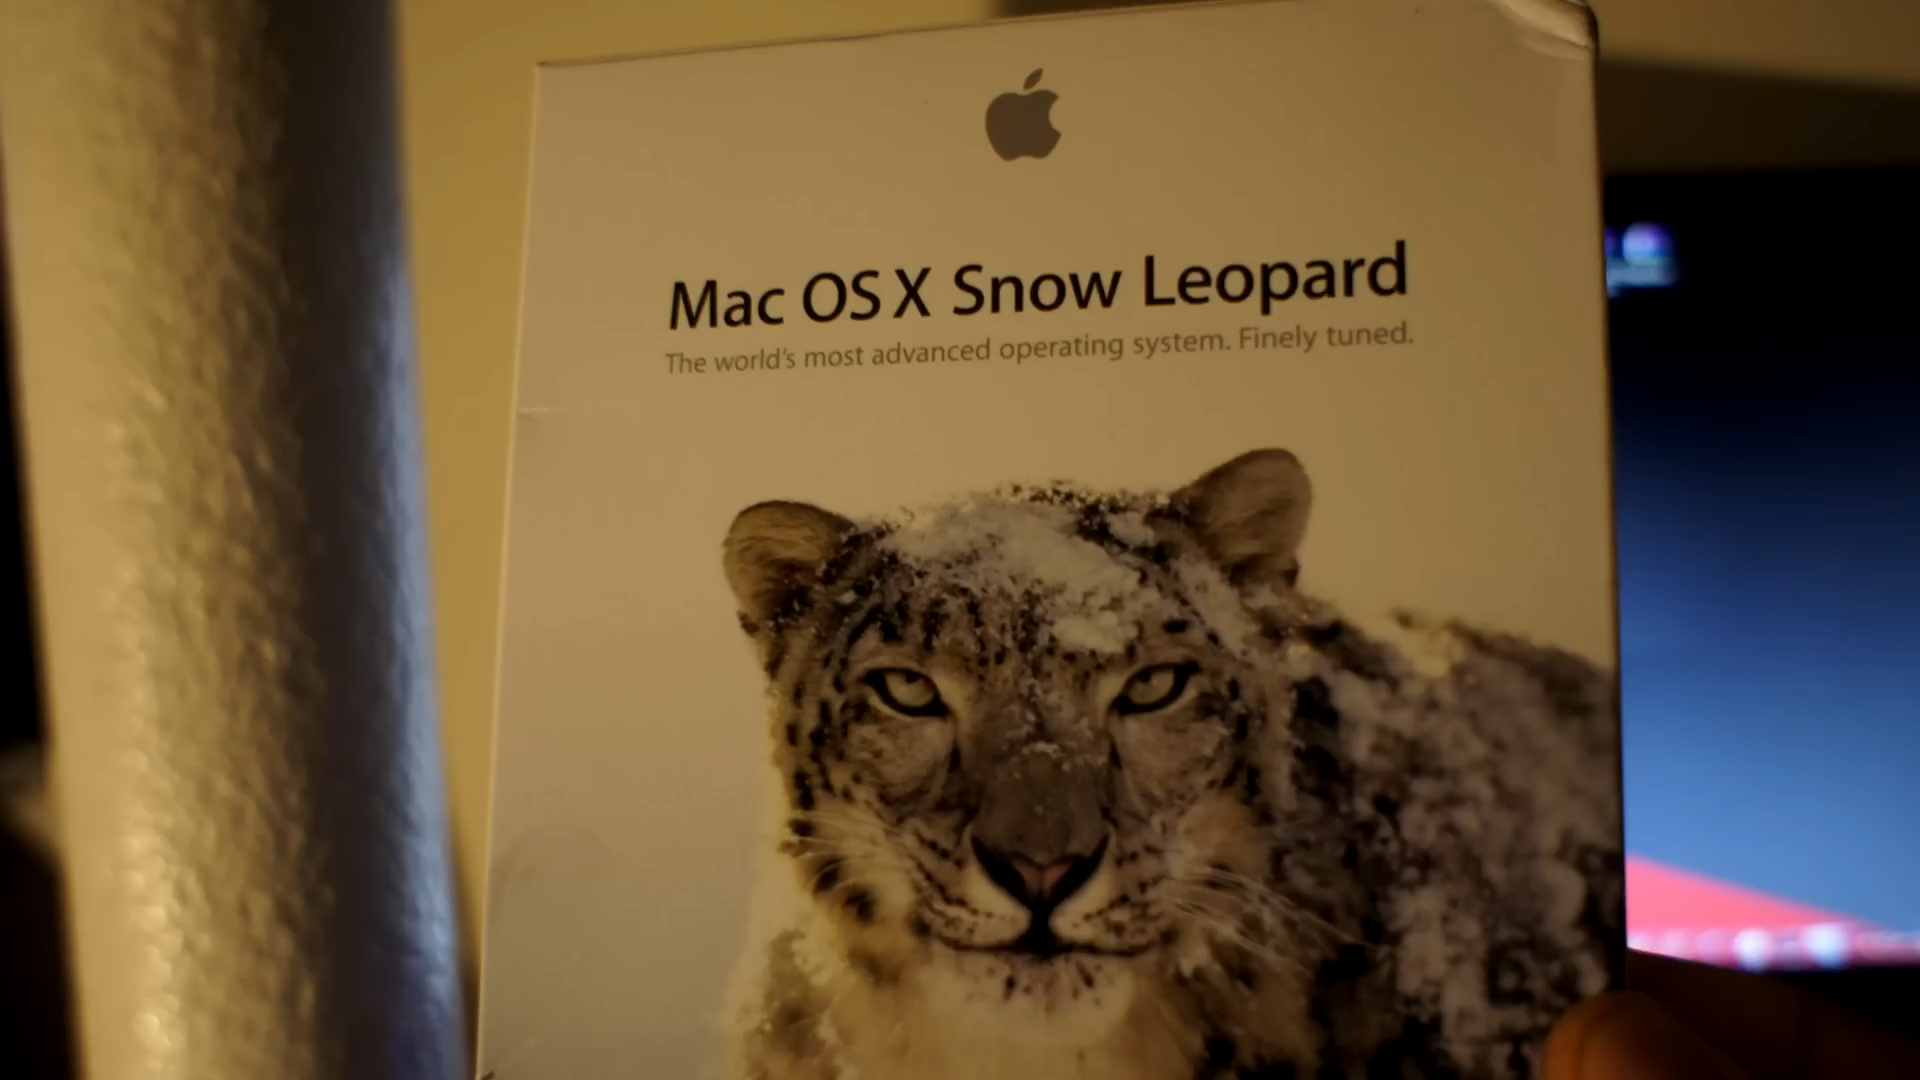 Mac OS X Snow Leopard
The world's most advanced operating system. Finely tuned.